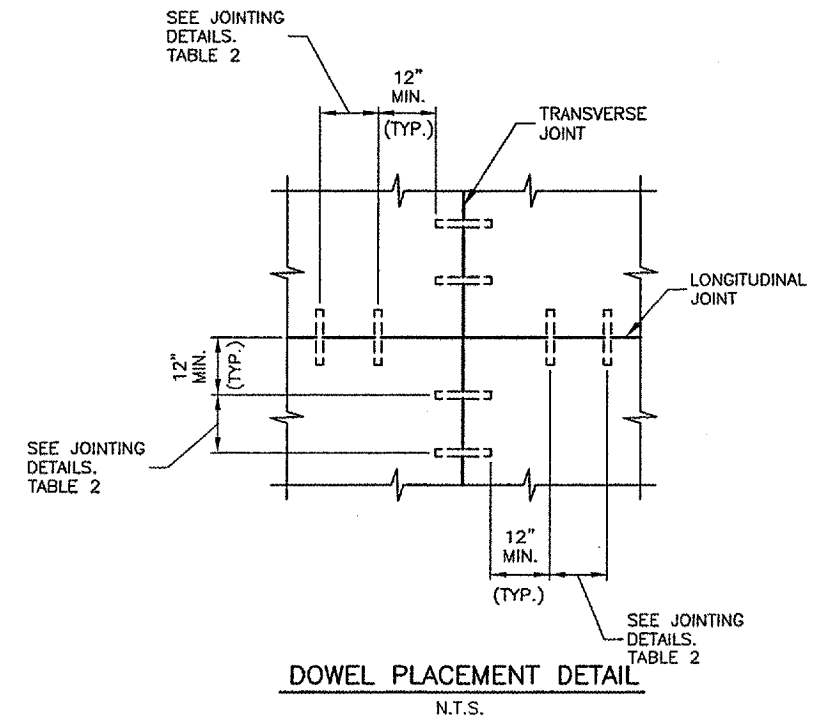 SEE JOINTING
DETAILS.
TABLE 2
12"
MIN.
(TYP.)
TRANSVERSE
JOINT
LONGITUDINAL
JOINT
12"
MIN.
(TYP.)
SEE JOINTING
DETAILS.
TABLE 2
12"
MIN.
(TYP.)
SEE JOINTING
DETAILS.
TABLE 2
DOWEL PLACEMENT DETAIL
N.T.S.